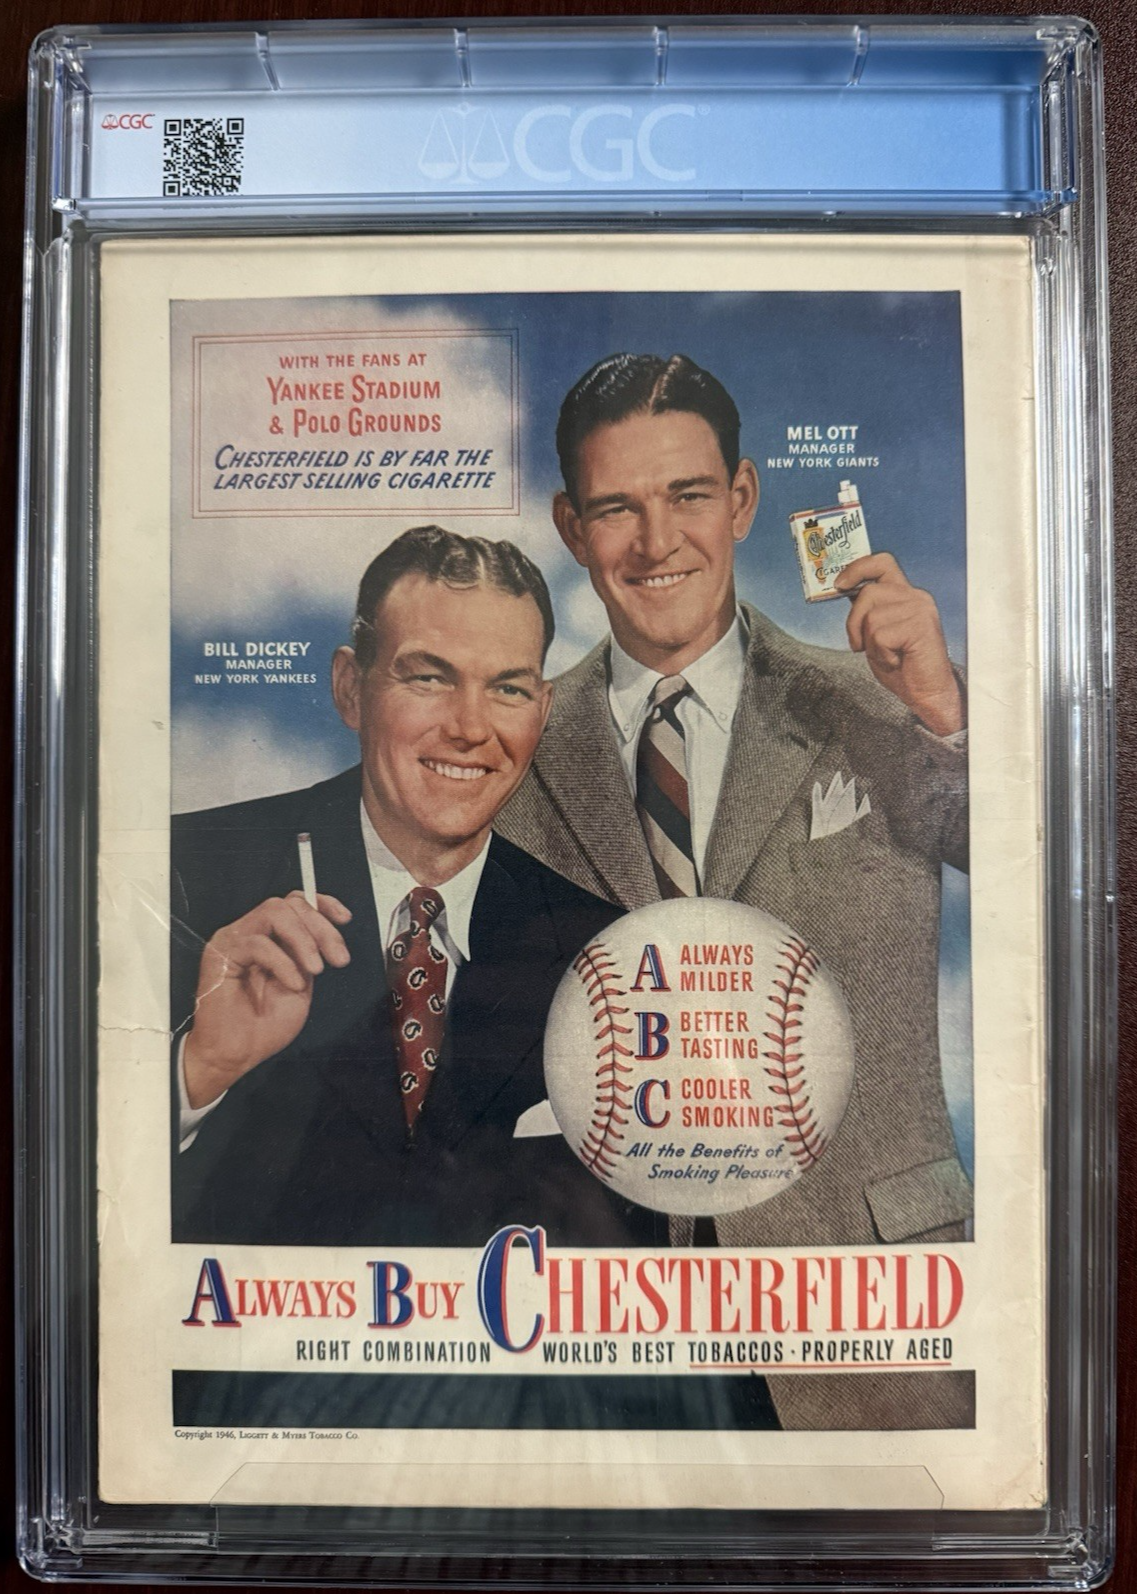 CGC
CGC
WITH THE FANS AT
YANKEE STADIUM
& POLO GROUNDS
CHESTERFIELD IS BY FAR THE
LARGEST SELLING CIGARETTE
MEL OTT
MANAGER
NEW YORK GIANTS
Chesterfield
BILL DICKEY
MANAGER
NEW YORK YANKEES
A ALWAYS
MILDER
B BETTER
TASTING
C COOLER
SMOKING
All the Benefits of
Smoking Pleasure
ALWAYS BUY CHESTERFIELD
RIGHT COMBINATION WORLD'S BEST TOBACCOS · PROPERLY AGED
Copyright 1946, LIGGETT & MYERS TOBACCO CO.